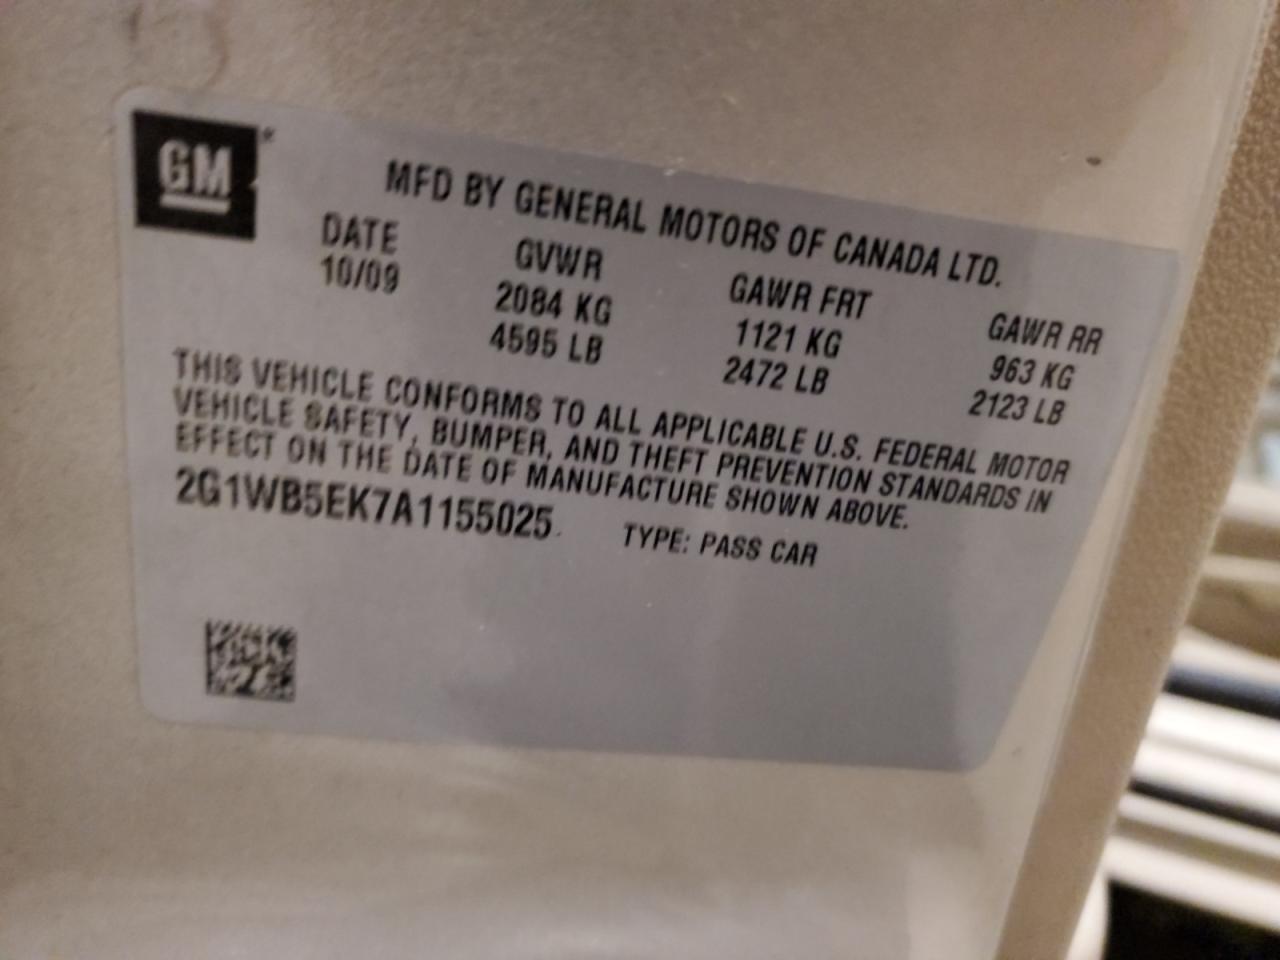 GM
MFD BY GENERAL MOTORS OF CANADA LTD.
DATE GVWR GAWR FRT GAWR RR
10/09 2084 KG 1121 KG 963 KG
4595 LB 2472 LB 2123 LB
THIS VEHICLE CONFORMS TO ALL APPLICABLE U.S. FEDERAL MOTOR
VEHICLE SAFETY, BUMPER, AND THEFT PREVENTION STANDARDS IN
EFFECT ON THE DATE OF MANUFACTURE SHOWN ABOVE.
2G1WB5EK7A1155025 TYPE: PASS CAR